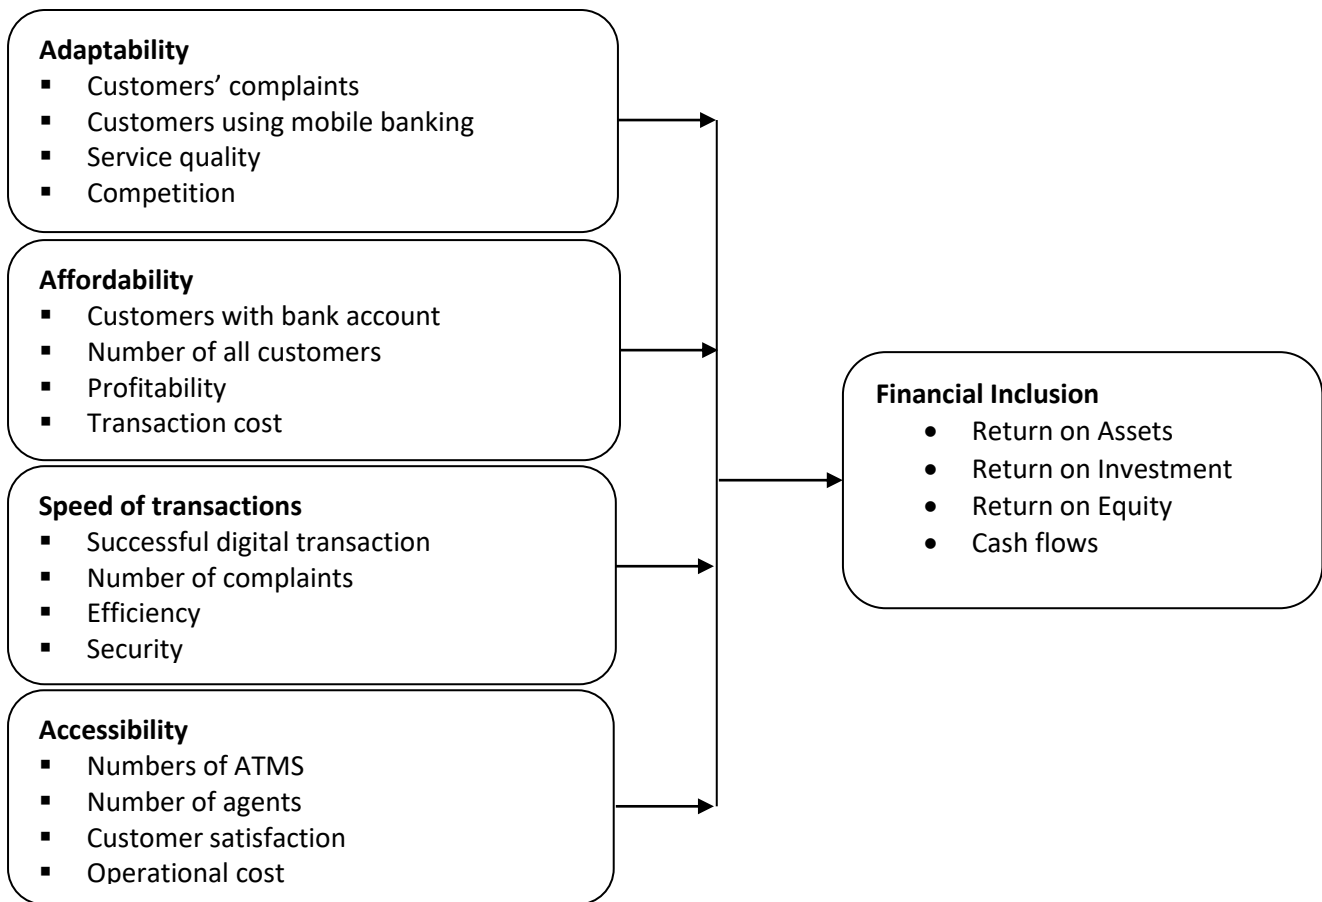 Adaptability
▪ Customers’ complaints
▪ Customers using mobile banking
▪ Service quality
▪ Competition
Affordability
▪ Customers with bank account
▪ Number of all customers
▪ Profitability
▪ Transaction cost
Speed of transactions
▪ Successful digital transaction
▪ Number of complaints
▪ Efficiency
▪ Security
Accessibility
▪ Numbers of ATMS
▪ Number of agents
▪ Customer satisfaction
▪ Operational cost
Financial Inclusion
• Return on Assets
• Return on Investment
• Return on Equity
• Cash flows